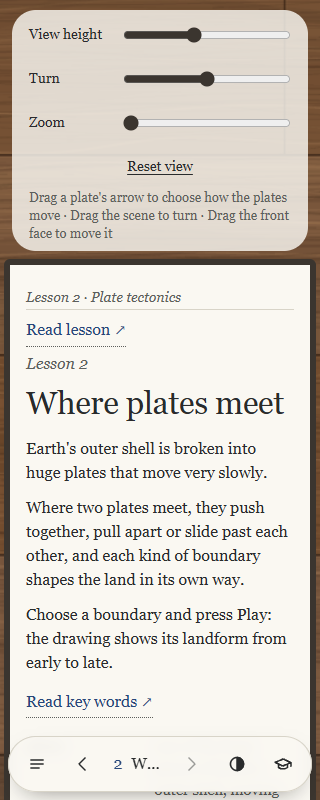 View height
Turn
Zoom
Reset view
Drag a plate's arrow to choose how the plates
move · Drag the scene to turn · Drag the front
face to move it
Lesson 2 · Plate tectonics
Read lesson ↗
Lesson 2
Where plates meet
Earth's outer shell is broken into
huge plates that move very slowly.
Where two plates meet, they push
together, pull apart or slide past each
other, and each kind of boundary
shapes the land in its own way.
Choose a boundary and press Play:
the drawing shows its landform from
early to late.
Read key words ↗
2 W...
outer shell, moving